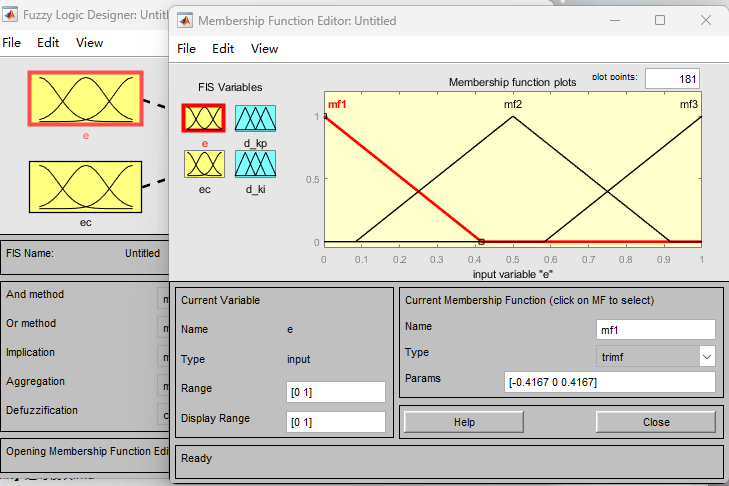 Fuzzy Logic Designer: Untitl
File Edit View
e
ec
FIS Name: Untitled
And method
Or method
Implication
Aggregation
Defuzzification
Opening Membership Function Edi
Membership Function Editor: Untitled
File Edit View
FIS Variables
e
d_kp
ec
d_ki
Membership function plots
plot points: 181
mf1 mf2 mf3
1
0.5
0
0 0.1 0.2 0.3 0.4 0.5 0.6 0.7 0.8 0.9 1
input variable "e"
Current Variable
Name e
Type input
Range [0 1]
Display Range [0 1]
Current Membership Function (click on MF to select)
Name mf1
Type trimf
Params [-0.4167 0 0.4167]
Help Close
Ready